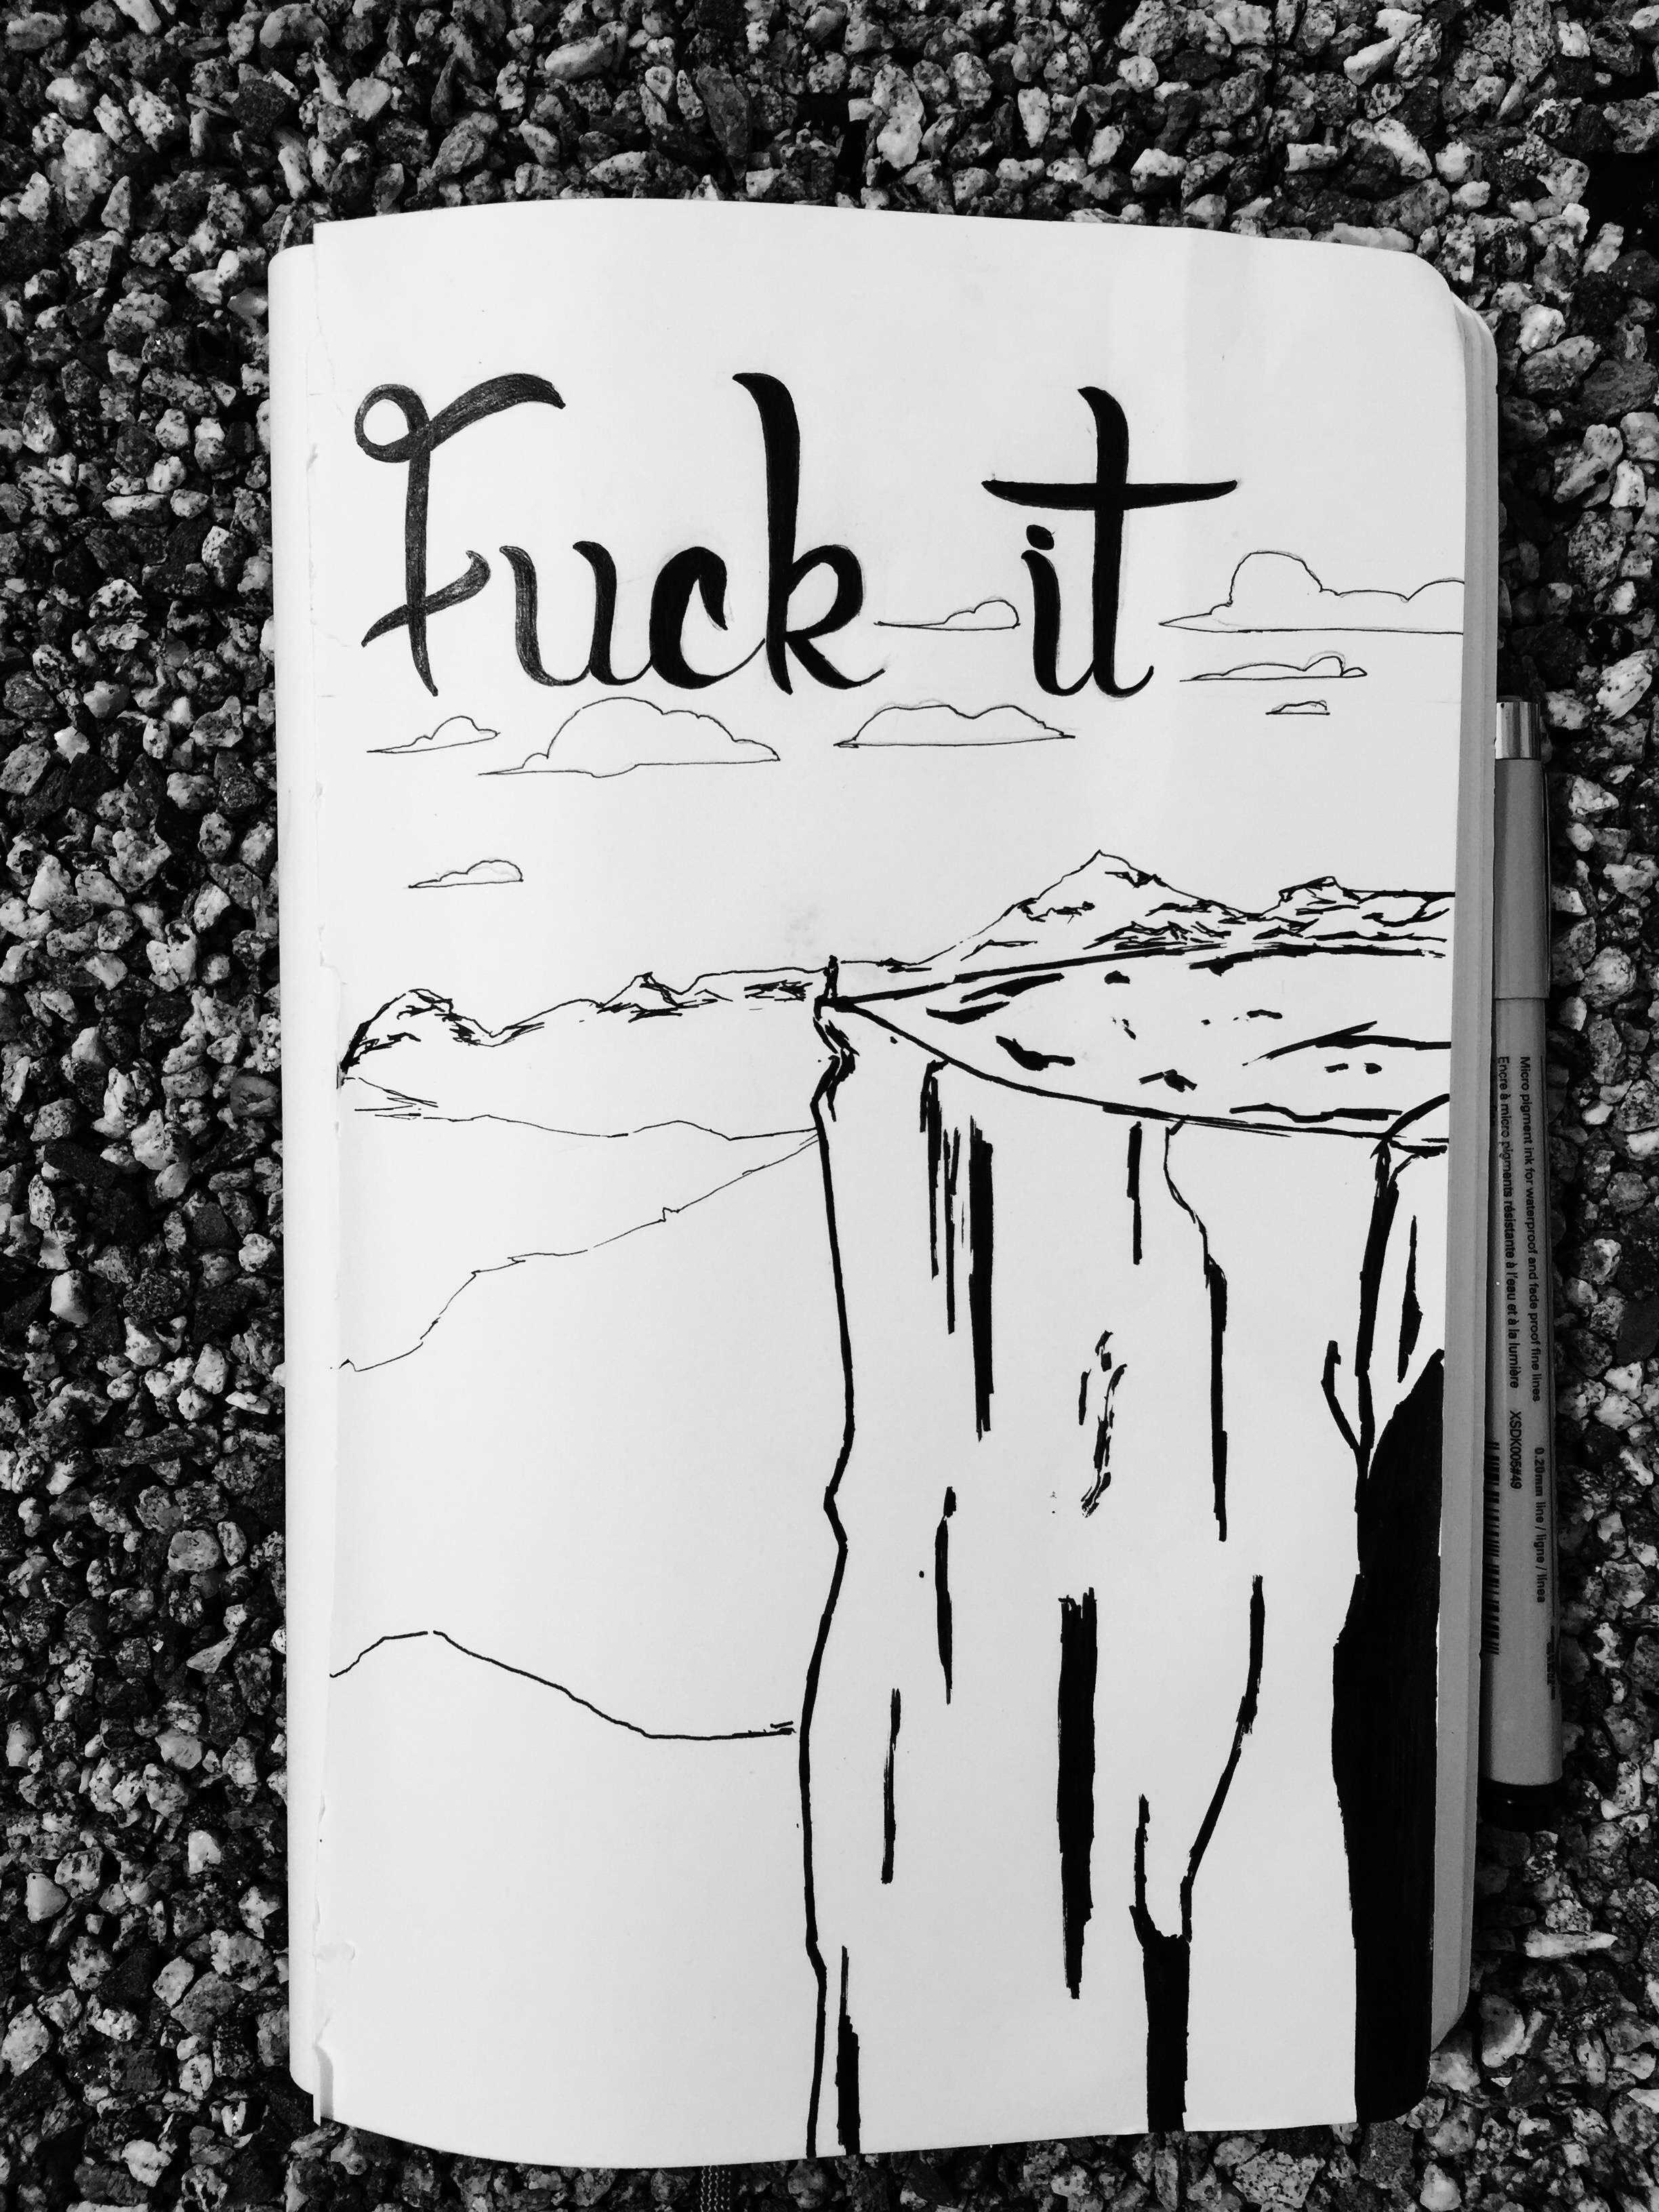 Fuck it
Micro pigment ink for waterproof and fade proof fine lines 0.20mm line / ligne / línea
Encre à micro pigments résistante à l'eau et à la lumière XSDK005#49